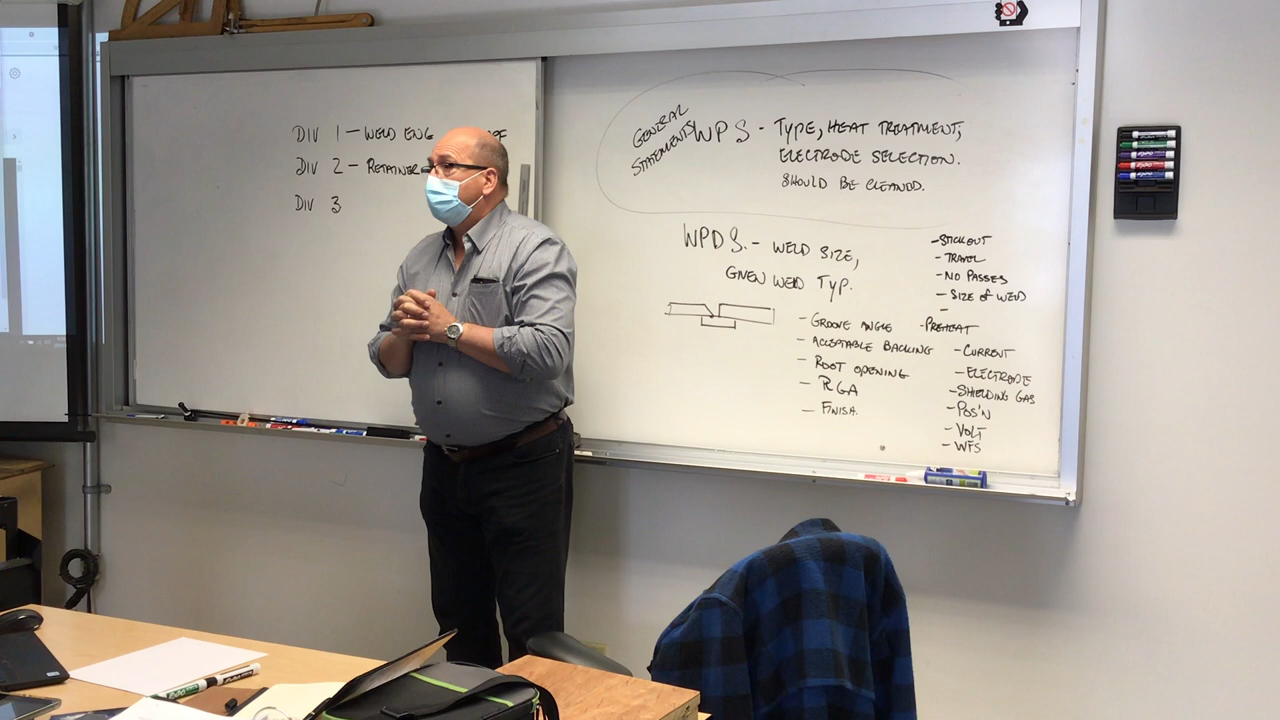 DIV 1 - WELD ENG
DIV 2 - RETAINER
DIV 3
GENERAL
STATEMENTS
WPS - TYPE, HEAT TREATMENT,
ELECTRODE SELECTION.
SHOULD BE CLEANED.
WPDS. - WELD SIZE,
GIVEN WELD TYP.
- GROOVE ANGLE
- ACCEPTABLE BACKING
- ROOT OPENING
- RGA
- FINISH.
- STICKOUT
- TRAVEL
- NO PASSES
- SIZE OF WELD
-
- PREHEAT
- CURRENT
- ELECTRODE
- SHIELDING GAS
- POS'N
- VOLT
- WFS
EXPO